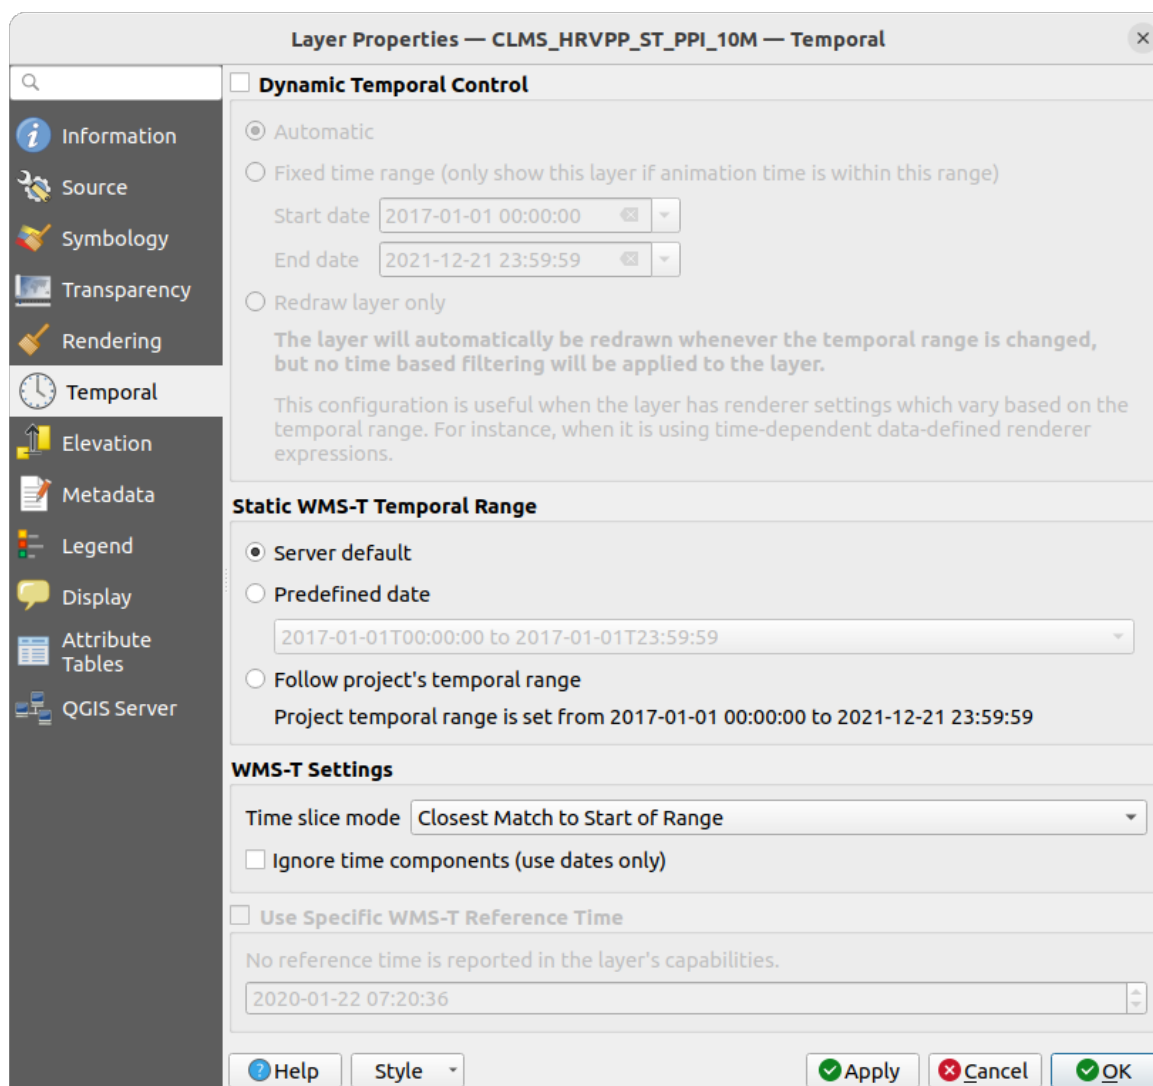 Layer Properties — CLMS_HRVPP_ST_PPI_10M — Temporal
Information
Source
Symbology
Transparency
Rendering
Temporal
Elevation
Metadata
Legend
Display
Attribute
Tables
QGIS Server
Dynamic Temporal Control
Automatic
Fixed time range (only show this layer if animation time is within this range)
Start date 2017-01-01 00:00:00
End date 2021-12-21 23:59:59
Redraw layer only
The layer will automatically be redrawn whenever the temporal range is changed,
but no time based filtering will be applied to the layer.
This configuration is useful when the layer has renderer settings which vary based on the
temporal range. For instance, when it is using time-dependent data-defined renderer
expressions.
Static WMS-T Temporal Range
Server default
Predefined date
2017-01-01T00:00:00 to 2017-01-01T23:59:59
Follow project's temporal range
Project temporal range is set from 2017-01-01 00:00:00 to 2021-12-21 23:59:59
WMS-T Settings
Time slice mode Closest Match to Start of Range
Ignore time components (use dates only)
Use Specific WMS-T Reference Time
No reference time is reported in the layer's capabilities.
2020-01-22 07:20:36
Help Style Apply Cancel OK